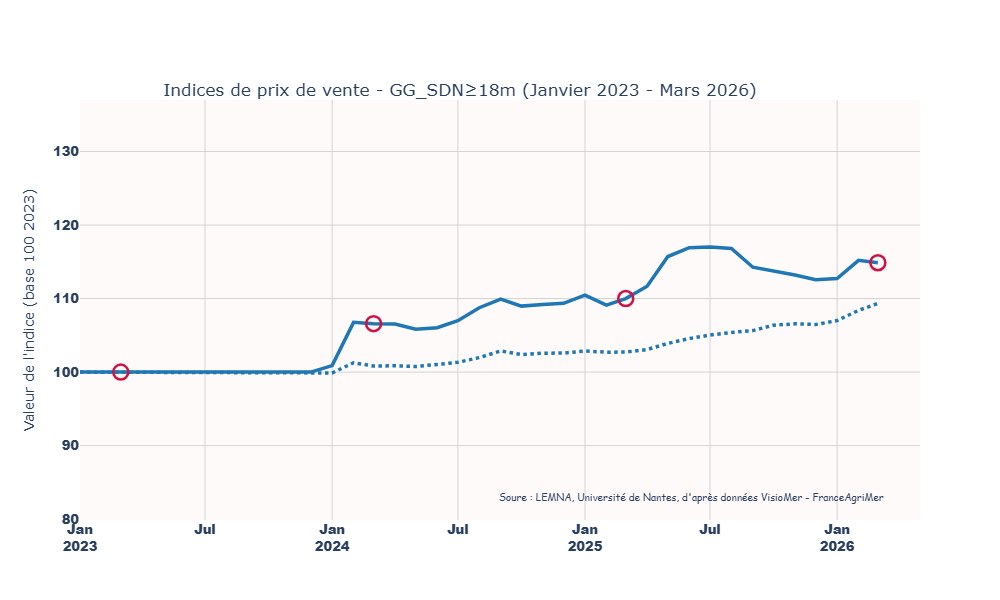 Indices de prix de vente - GG_SDN≥18m (Janvier 2023 - Mars 2026)
Valeur de l'indice (base 100 2023)
130
120
110
100
90
80
Soure : LEMNA, Université de Nantes, d'après données VisioMer - FranceAgriMer
Jan Jul Jan Jul Jan Jul Jan
2023 2024 2025 2026